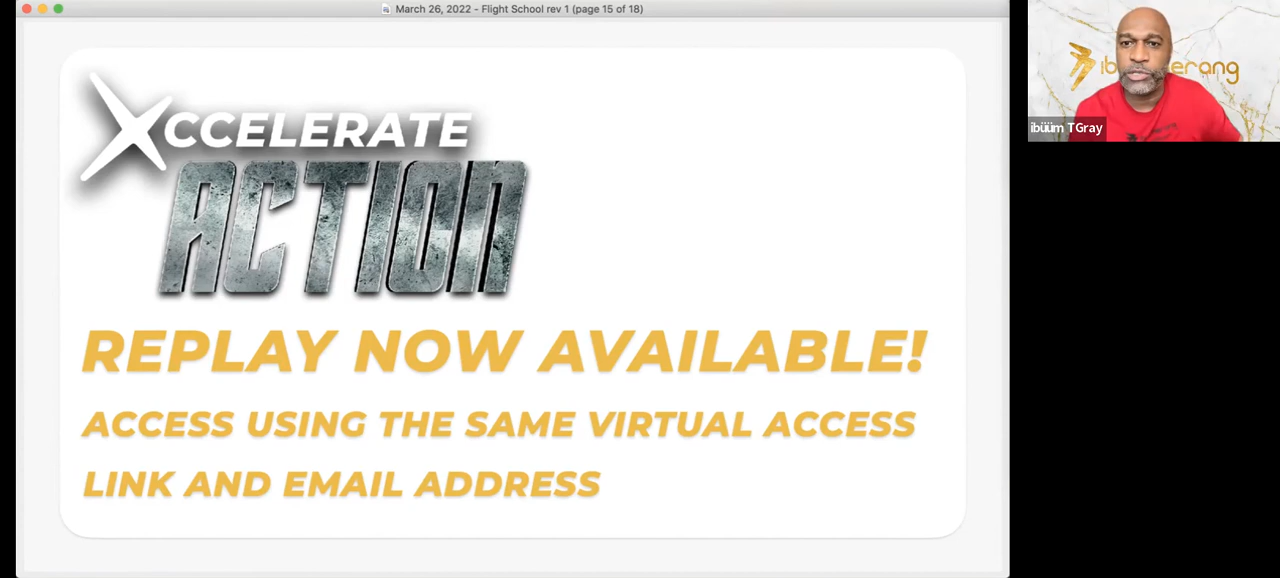 March 26, 2022 - Flight School rev 1 (page 15 of 18)
XCCELERATE
ACTION
REPLAY NOW AVAILABLE!
ACCESS USING THE SAME VIRTUAL ACCESS
LINK AND EMAIL ADDRESS
ibüüm TGray